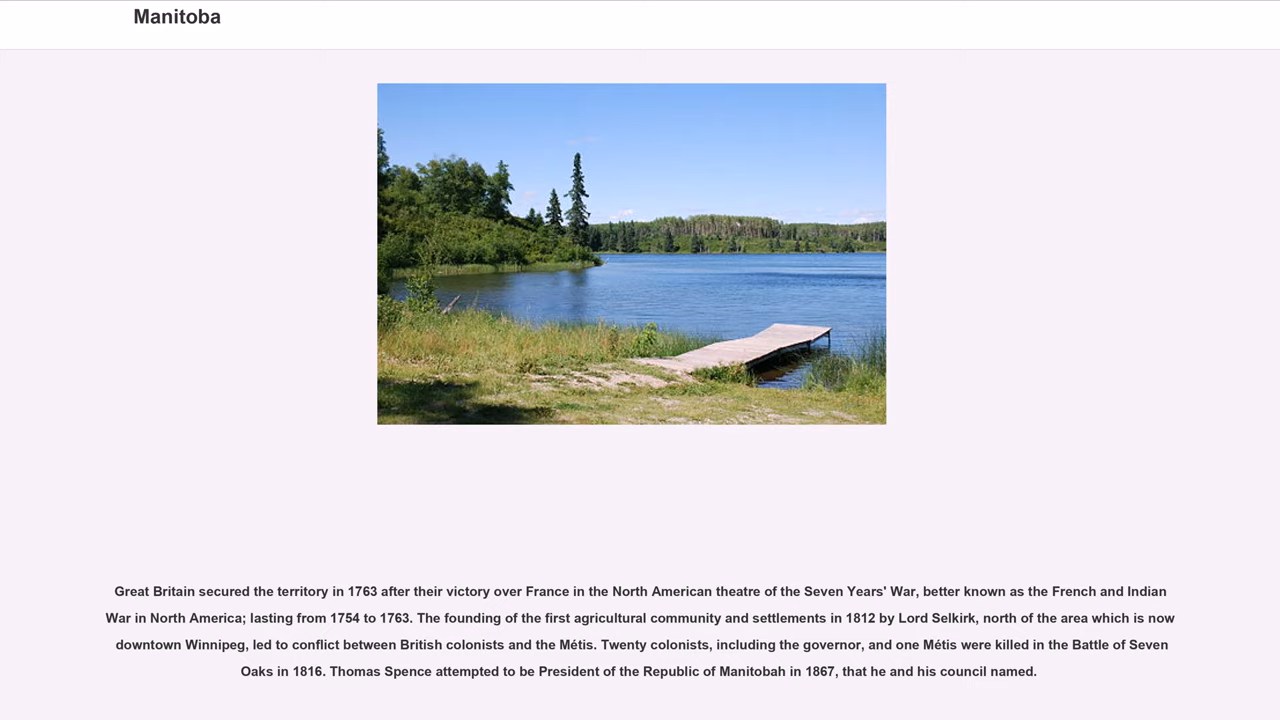 Manitoba
Great Britain secured the territory in 1763 after their victory over France in the North American theatre of the Seven Years' War, better known as the French and Indian
War in North America; lasting from 1754 to 1763. The founding of the first agricultural community and settlements in 1812 by Lord Selkirk, north of the area which is now
downtown Winnipeg, led to conflict between British colonists and the Métis. Twenty colonists, including the governor, and one Métis were killed in the Battle of Seven
Oaks in 1816. Thomas Spence attempted to be President of the Republic of Manitobah in 1867, that he and his council named.